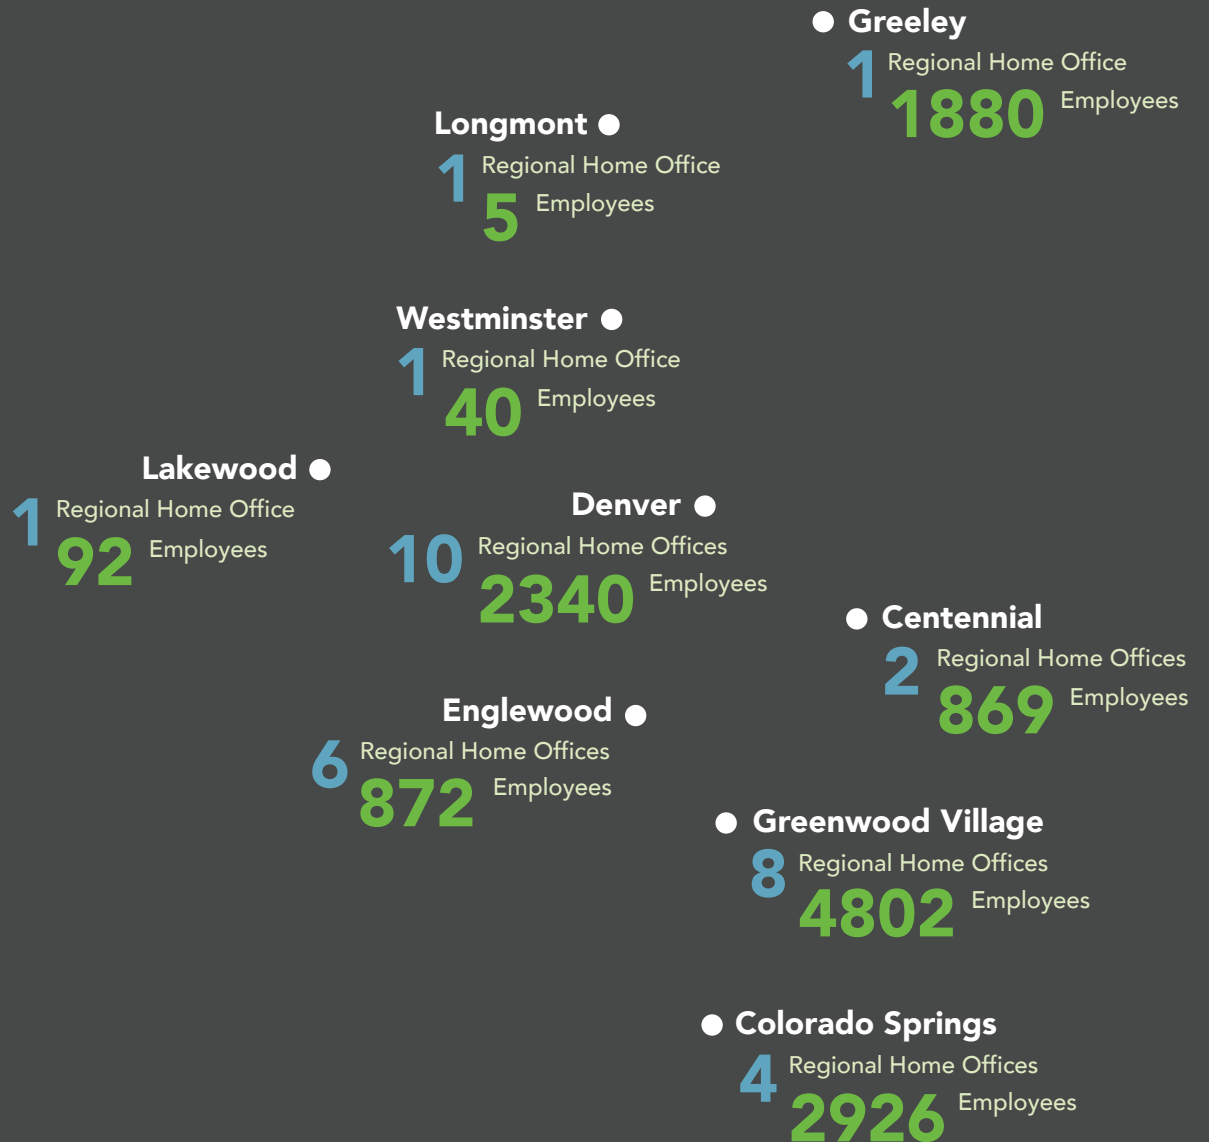 Greeley
1 Regional Home Office
1880 Employees
Longmont
1 Regional Home Office
5 Employees
Westminster
1 Regional Home Office
40 Employees
Lakewood
1 Regional Home Office
92 Employees
Denver
10 Regional Home Offices
2340 Employees
Centennial
2 Regional Home Offices
869 Employees
Englewood
6 Regional Home Offices
872 Employees
Greenwood Village
8 Regional Home Offices
4802 Employees
Colorado Springs
4 Regional Home Offices
2926 Employees